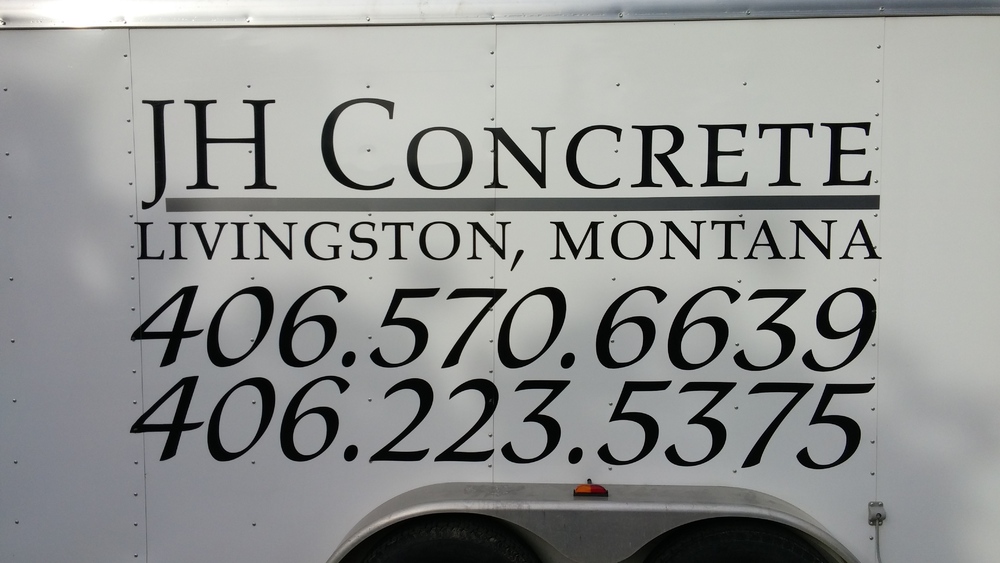 JH CONCRETE
LIVINGSTON, MONTANA
406.570.6639
406.223.5375